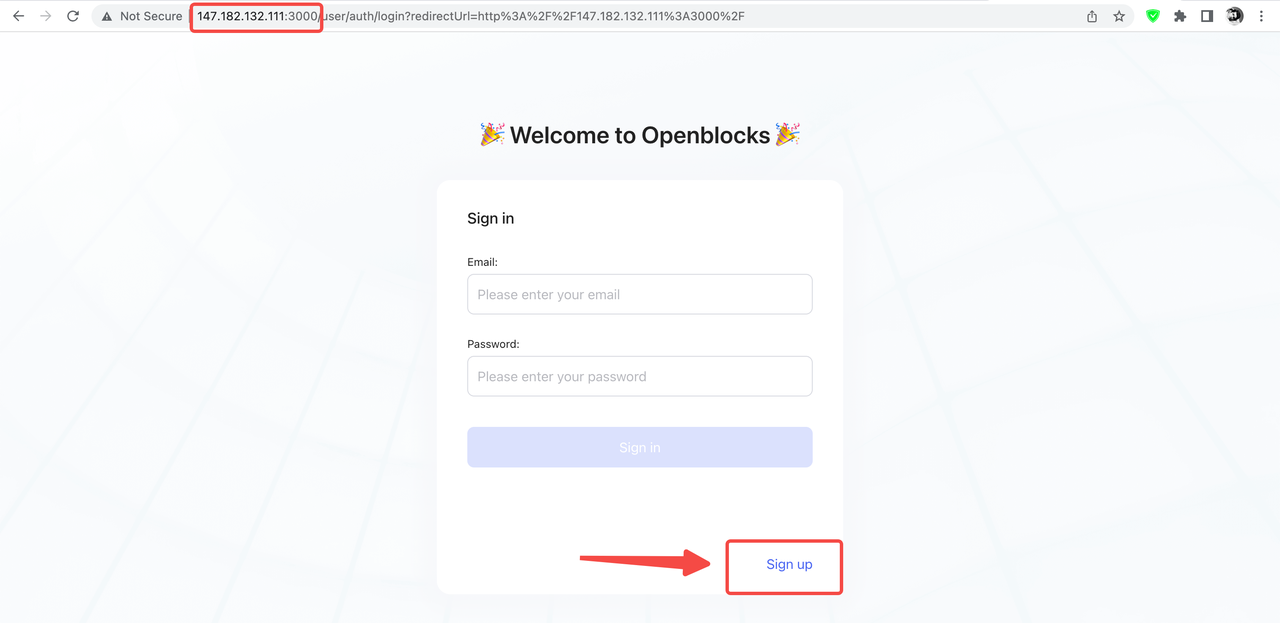 Not Secure 147.182.132.111:3000/user/auth/login?redirectUrl=http%3A%2F%2F147.182.132.111%3A3000%2F
🎉 Welcome to Openblocks 🎉
Sign in
Email:
Please enter your email
Password:
Please enter your password
Sign in
Sign up